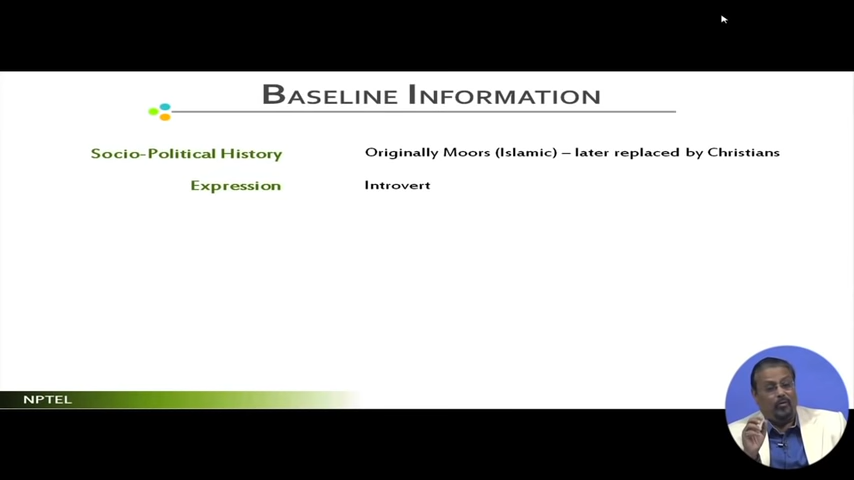 BASELINE INFORMATION
Socio-Political History Originally Moors (Islamic) – later replaced by Christians
Expression Introvert
NPTEL